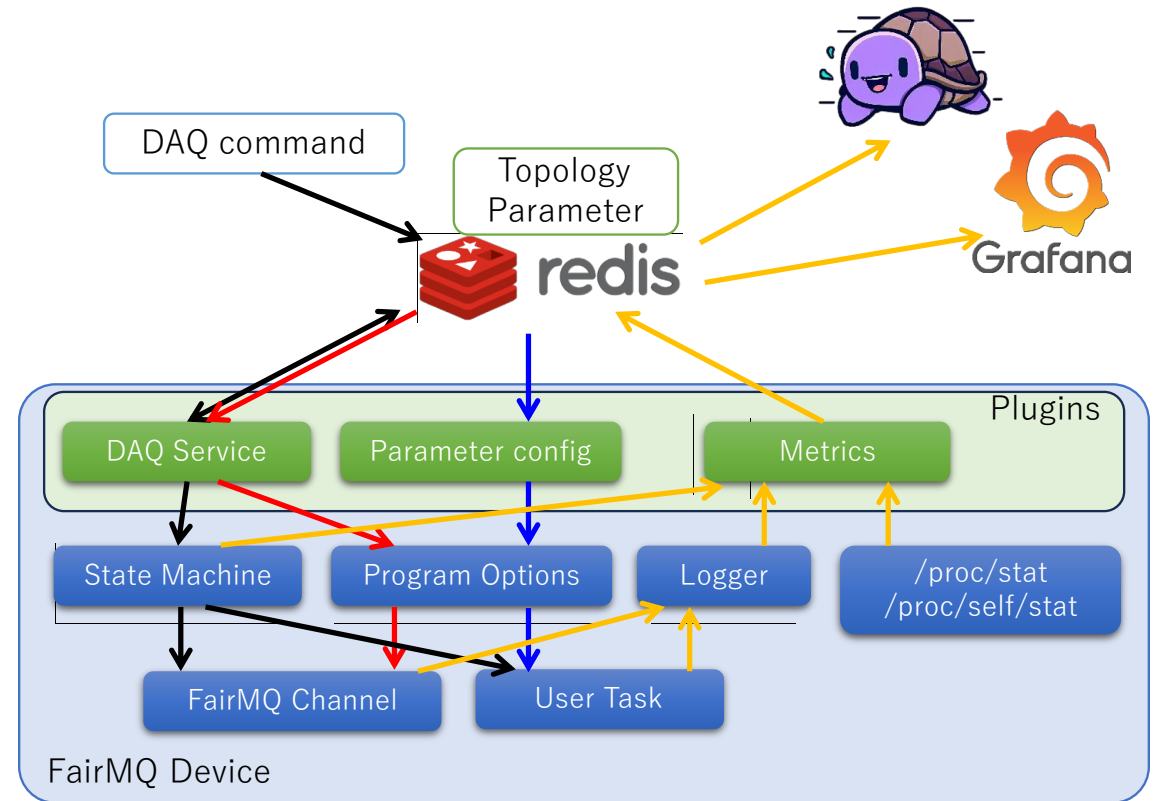 DAQ command
Topology
Parameter
redis
Grafana
Plugins
DAQ Service
Parameter config
Metrics
State Machine
Program Options
Logger
/proc/stat
/proc/self/stat
FairMQ Channel
User Task
FairMQ Device